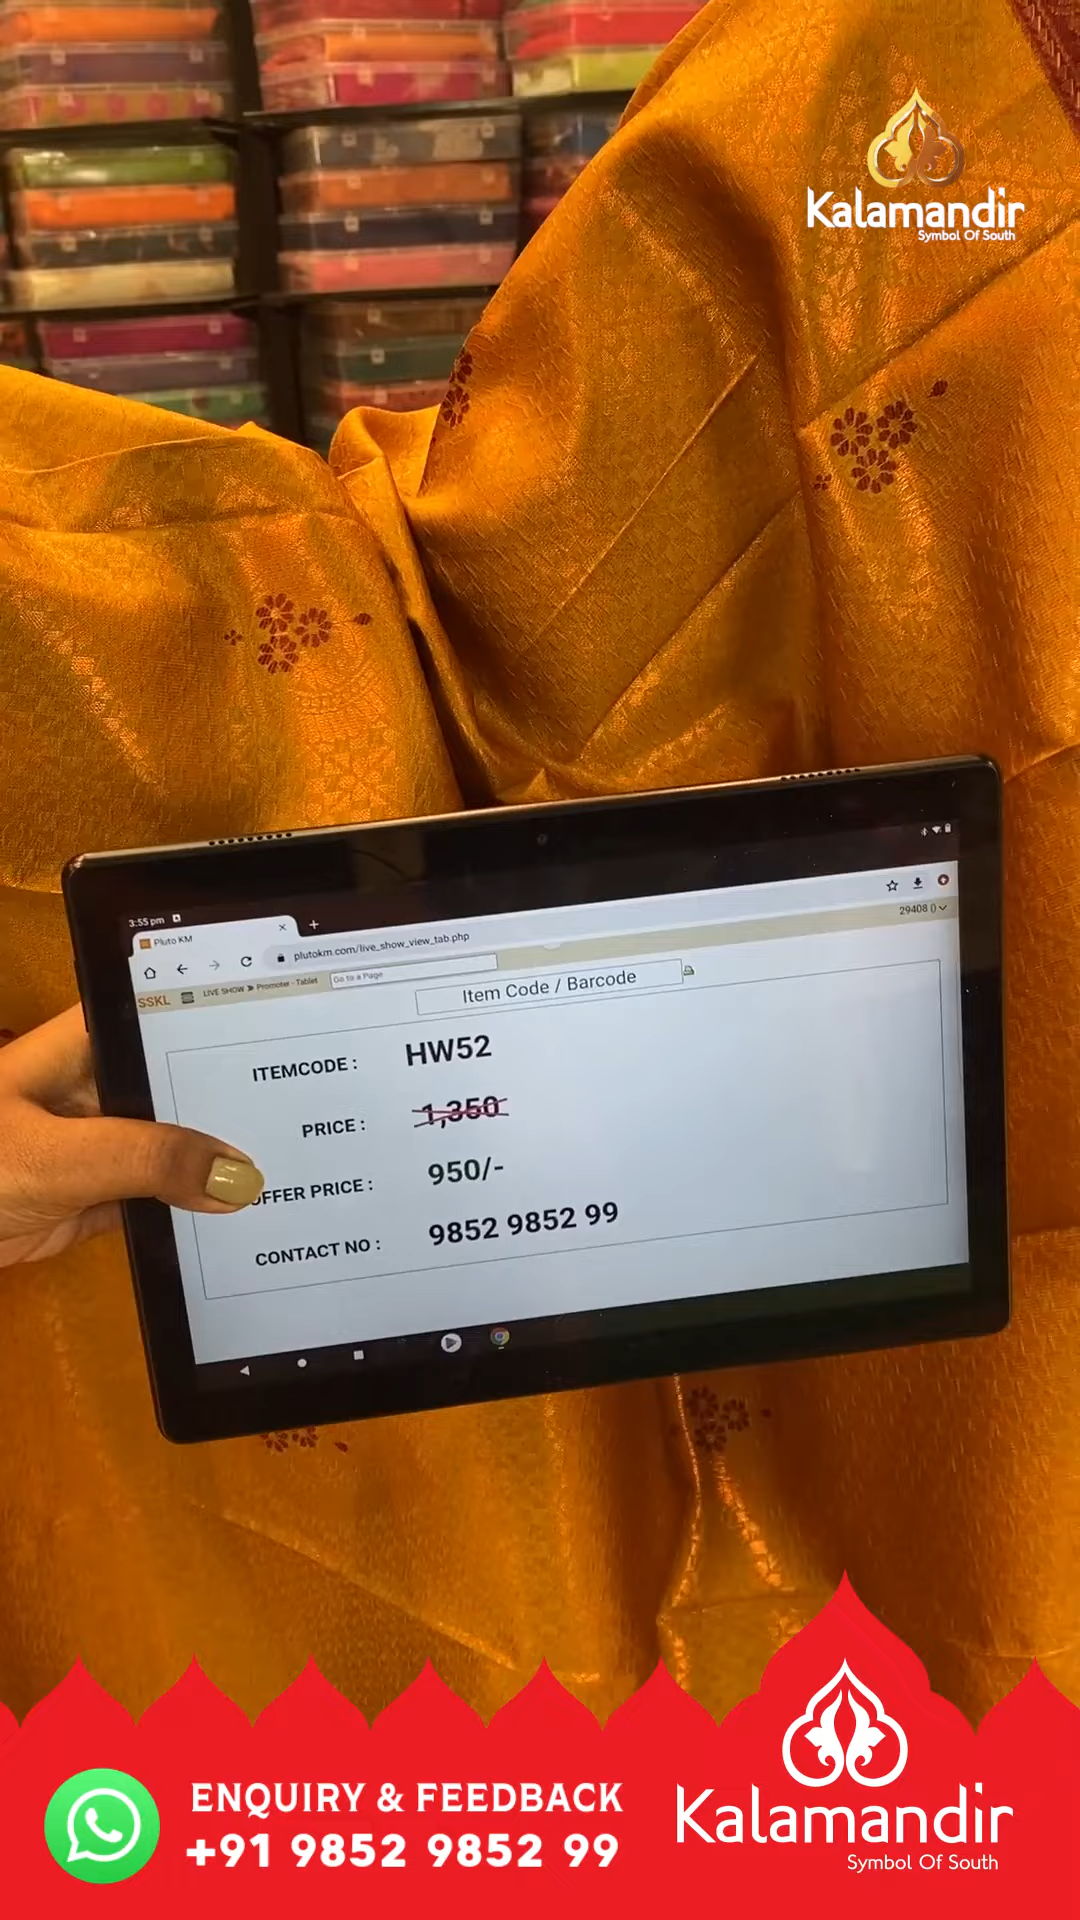 Kalamandir
Symbol Of South
3:55 pm
Pluto KM
plutokm.com/live_show_view_tab.php
29408 ()
SSKL
LIVE SHOW » Promoter - Tablet
Go to a Page
Item Code / Barcode
ITEMCODE : HW52
PRICE : 1,350
OFFER PRICE : 950/-
CONTACT NO : 9852 9852 99
ENQUIRY & FEEDBACK
+91 9852 9852 99
Kalamandir
Symbol Of South